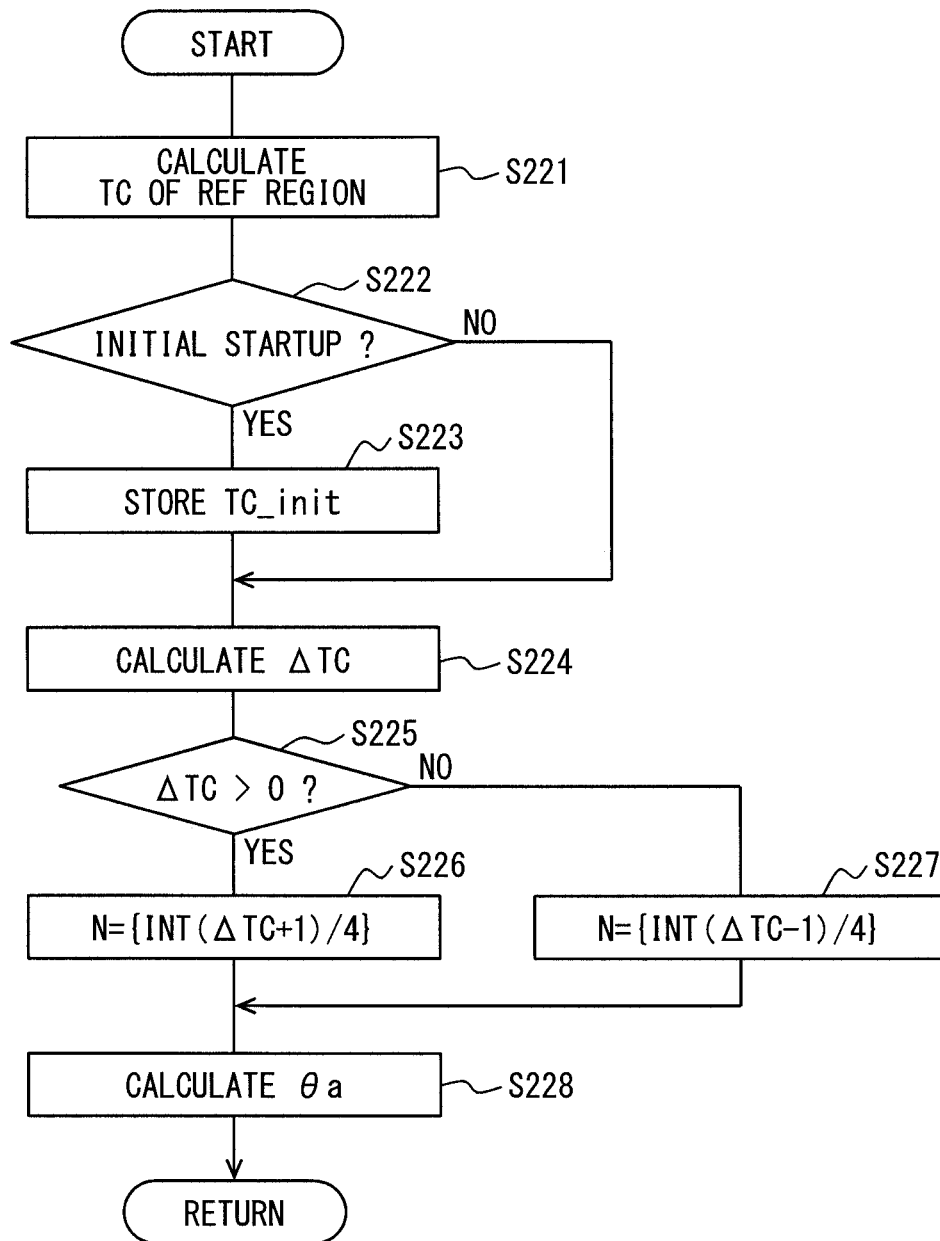 START
CALCULATE
TC OF REF REGION
S221
S222
INITIAL STARTUP ?
NO
YES
S223
STORE TC_init
CALCULATE ΔTC
S224
S225
ΔTC > 0 ?
NO
YES
S226
N={INT(ΔTC+1)/4}
S227
N={INT(ΔTC-1)/4}
CALCULATE θa
S228
RETURN